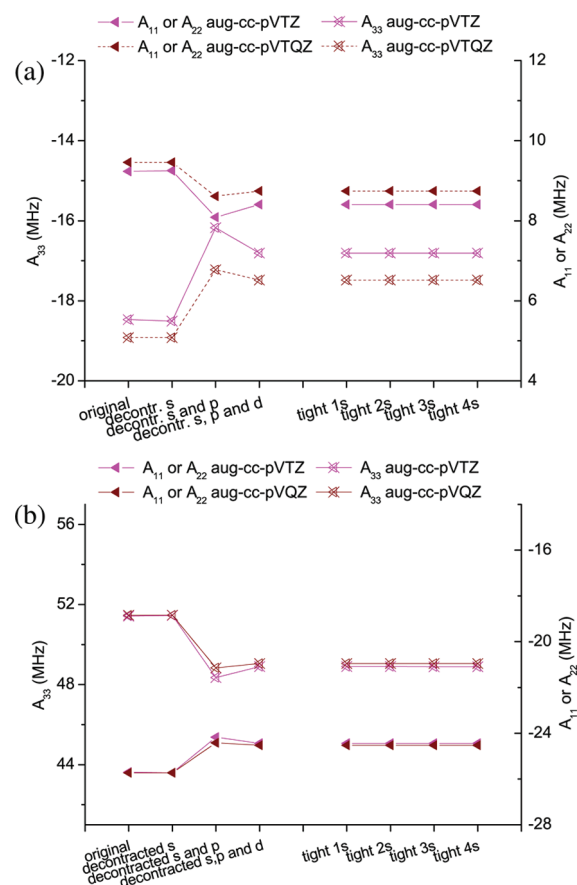 A₁₁ or A₂₂ aug-cc-pVTZ A₃₃ aug-cc-pVTZ
A₁₁ or A₂₂ aug-cc-pVTQZ A₃₃ aug-cc-pVTQZ
(a)
-12 12
-14 10
-16 8
-18 6
-20 4
A₃₃ (MHz)
A₁₁ or A₂₂ (MHz)
original
decontr. s
decontr. s and p
decontr. s, p and d
tight 1s
tight 2s
tight 3s
tight 4s
A₁₁ or A₂₂ aug-cc-pVTZ A₃₃ aug-cc-pVTZ
A₁₁ or A₂₂ aug-cc-pVQZ A₃₃ aug-cc-pVQZ
(b)
56
-16
52
-20
48
-24
44
-28
A₃₃ (MHz)
A₁₁ or A₂₂ (MHz)
original
decontracted s
decontracted s and p
decontracted s,p and d
tight 1s
tight 2s
tight 3s
tight 4s